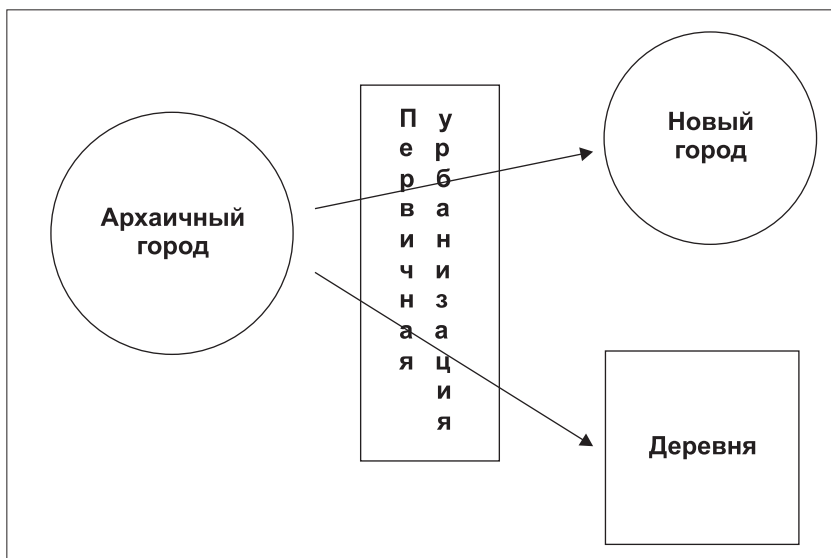 Архаичный
город
Первичная
урбанизация
Новый
город
Деревня